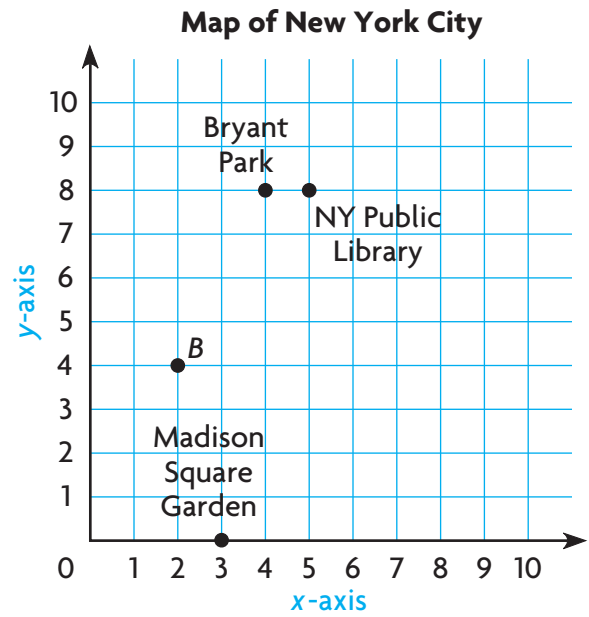 Map of New York City
10
9
8
7
6
5
4
3
2
1
0
y-axis
Bryant
Park
NY Public
Library
B
Madison
Square
Garden
1 2 3 4 5 6 7 8 9 10
x-axis